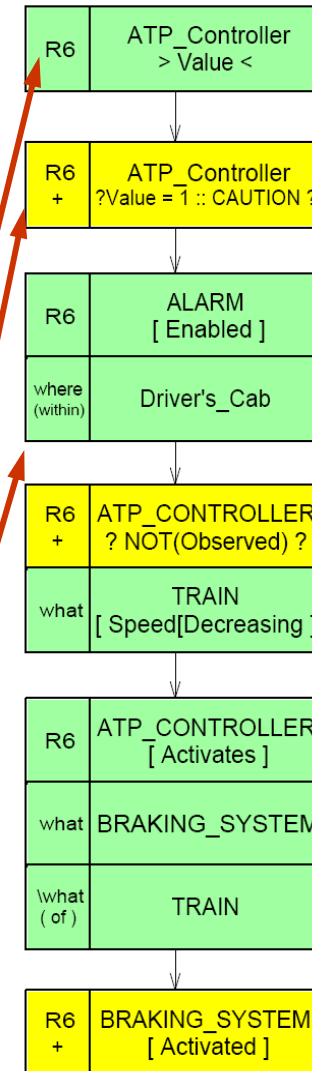 R6
ATP_Controller
> Value <
R6
+
ATP_Controller
?Value = 1 :: CAUTION ?
R6
ALARM
[ Enabled ]
where
(within)
Driver's_Cab
R6
+
ATP_CONTROLLER
? NOT(Observed) ?
what
TRAIN
[ Speed[Decreasing ]
R6
ATP_CONTROLLER
[ Activates ]
what
BRAKING_SYSTEM
\what
( of )
TRAIN
R6
+
BRAKING_SYSTEM
[ Activated ]